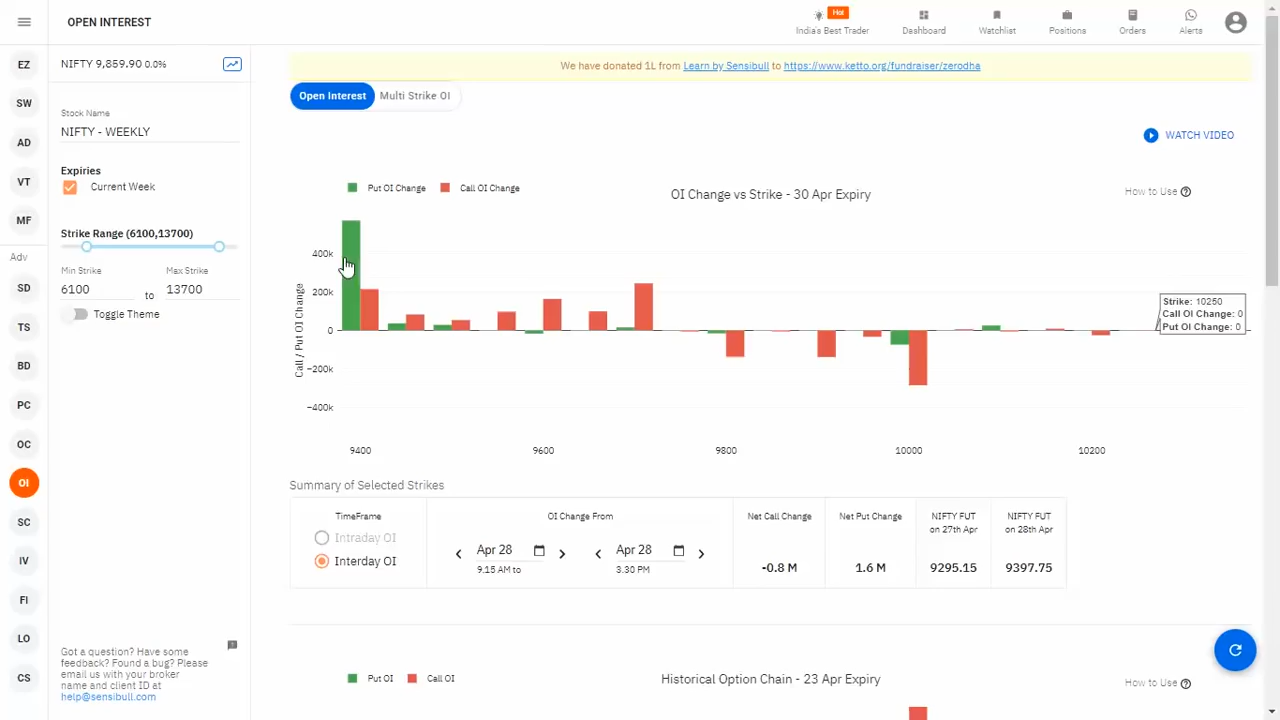 OPEN INTEREST
Hot
India's Best Trader
Dashboard
Watchlist
Positions
Orders
Alerts
EZ
SW
AD
VT
MF
Adv
SD
TS
BD
PC
OC
OI
SC
IV
FI
LO
CS
NIFTY 9,859.90 0.0%
Stock Name
NIFTY - WEEKLY
Expiries
Current Week
Strike Range (6100,13700)
Min Strike
Max Strike
6100
to
13700
Toggle Theme
Got a question? Have some
feedback? Found a bug? Please
email us with your broker
name and client ID at
help@sensibull.com
We have donated 1L from Learn by Sensibull to https://www.ketto.org/fundraiser/zerodha
Open Interest
Multi Strike OI
WATCH VIDEO
Put OI Change
Call OI Change
OI Change vs Strike - 30 Apr Expiry
How to Use
Call / Put OI Change
400k
200k
0
−200k
−400k
9400
9600
9800
10000
10200
Strike: 10250
Call OI Change: 0
Put OI Change: 0
Summary of Selected Strikes
TimeFrame
Intraday OI
Interday OI
OI Change From
Apr 28
9.15 AM to
Apr 28
3.30 PM
Net Call Change
-0.8 M
Net Put Change
1.6 M
NIFTY FUT
on 27th Apr
9295.15
NIFTY FUT
on 28th Apr
9397.75
Put OI
Call OI
Historical Option Chain - 23 Apr Expiry
How to Use